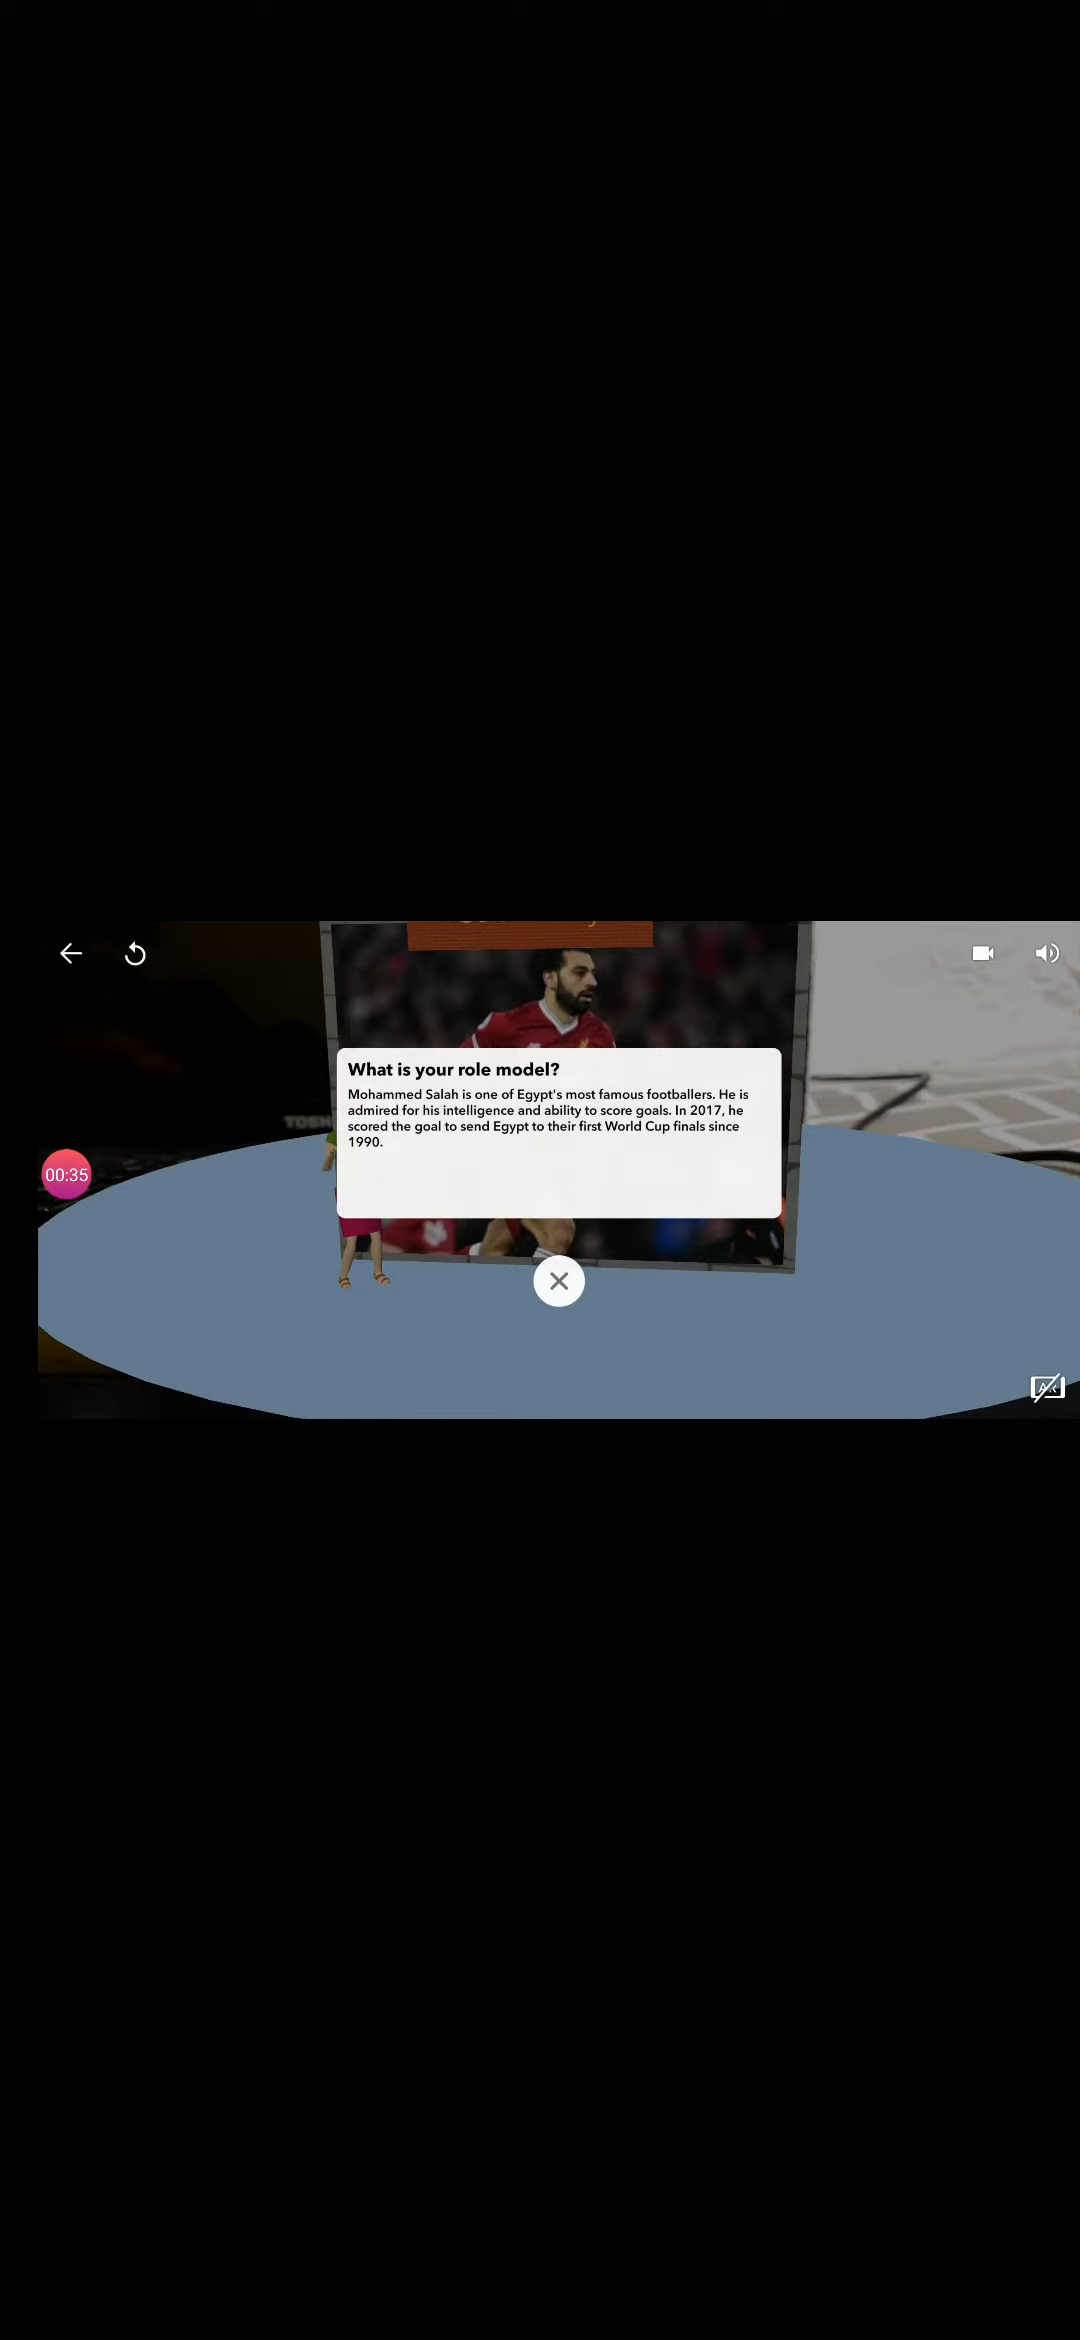 What is your role model?
Mohammed Salah is one of Egypt's most famous footballers. He is
admired for his intelligence and ability to score goals. In 2017, he
scored the goal to send Egypt to their first World Cup finals since
1990.
TOSH
00:35